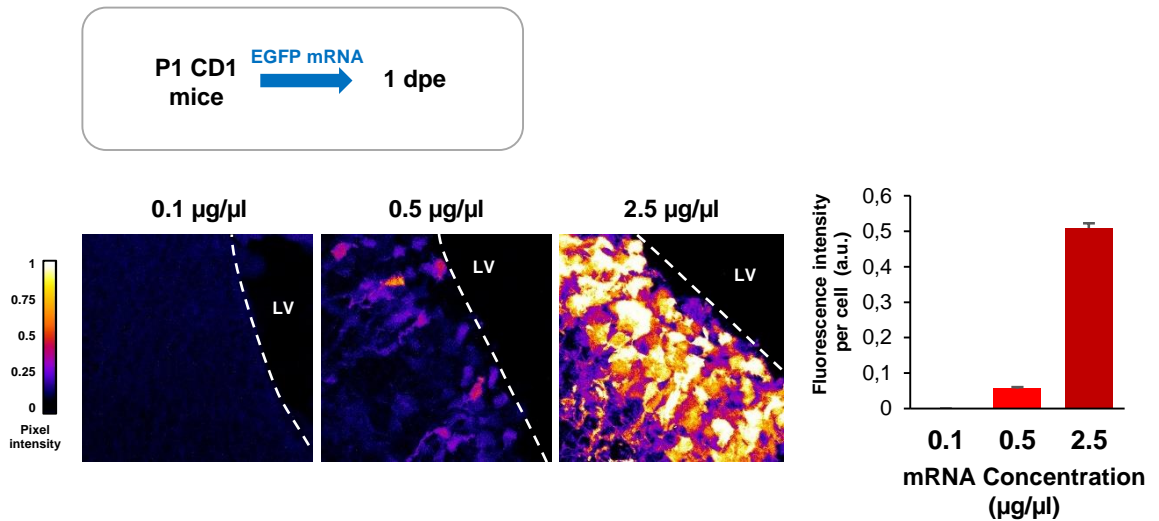 P1 CD1
mice
EGFP mRNA
1 dpe
0.1 µg/µl
0.5 µg/µl
2.5 µg/µl
1
0.75
0.5
0.25
0
Pixel
intensity
LV
LV
LV
Fluorescence intensity
per cell (a.u.)
0,6
0,5
0,4
0,3
0,2
0,1
0
0.1 0.5 2.5
mRNA Concentration
(µg/µl)